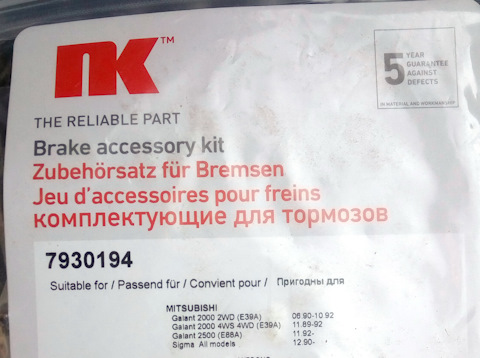 NK™
THE RELIABLE PART
5 YEAR
GUARANTEE
AGAINST
DEFECTS
IN MATERIAL AND WORKMANSHIP
Brake accessory kit
Zubehörsatz für Bremsen
Jeu d'accessoires pour freins
комплектующие для тормозов
7930194
Suitable for / Passend für / Convient pour / Пригодны для
MITSUBISHI
Galant 2000 2WD (E39A) 06.90-10.92
Galant 2000 4WS 4WD (E39A) 11.89-92
Galant 2500 (E88A) 11.92-
Sigma All models 12.90-